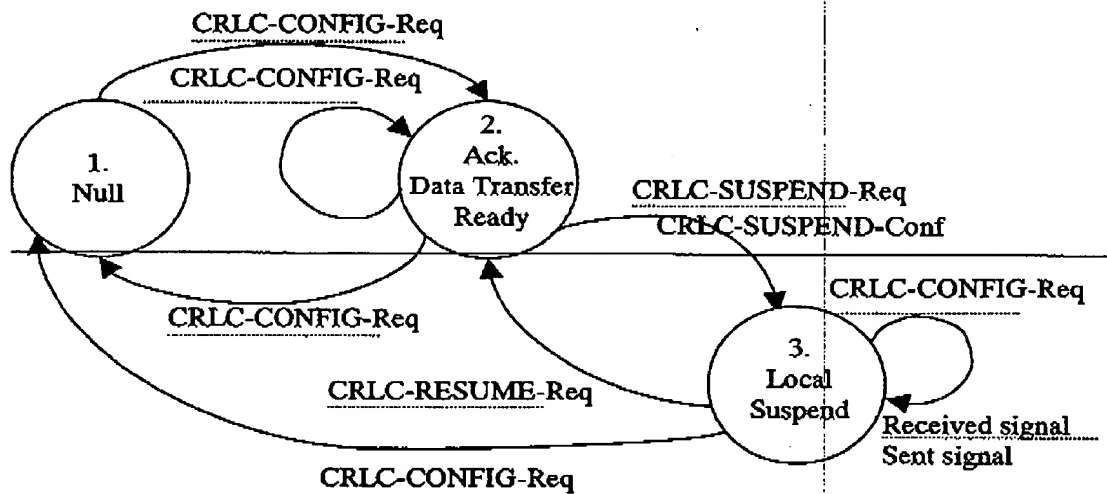 CRLC-CONFIG-Req
CRLC-CONFIG-Req
1.
Null
2.
Ack.
Data Transfer
Ready
CRLC-SUSPEND-Req
CRLC-SUSPEND-Conf
CRLC-CONFIG-Req
CRLC-CONFIG-Req
3.
Local
Suspend
CRLC-RESUME-Req
Received signal
Sent signal
CRLC-CONFIG-Req